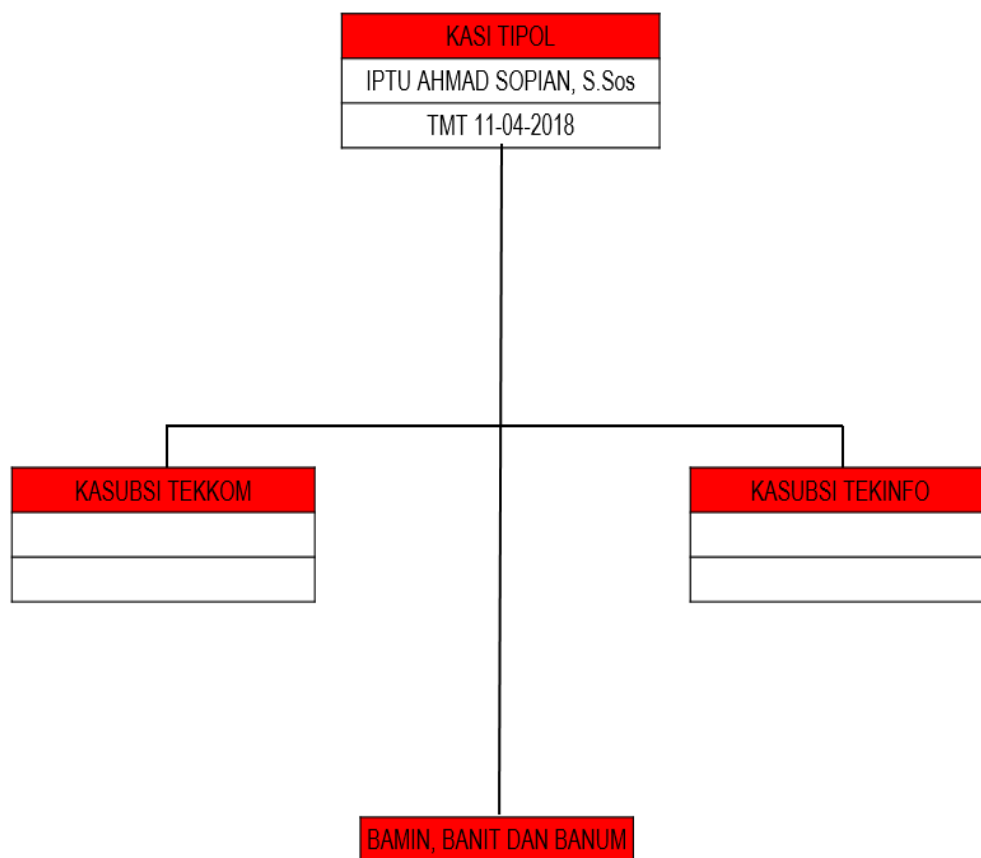 KASI TIPOL
IPTU AHMAD SOPIAN, S.Sos
TMT 11-04-2018
KASUBSI TEKKOM
KASUBSI TEKINFO
BAMIN, BANIT DAN BANUM